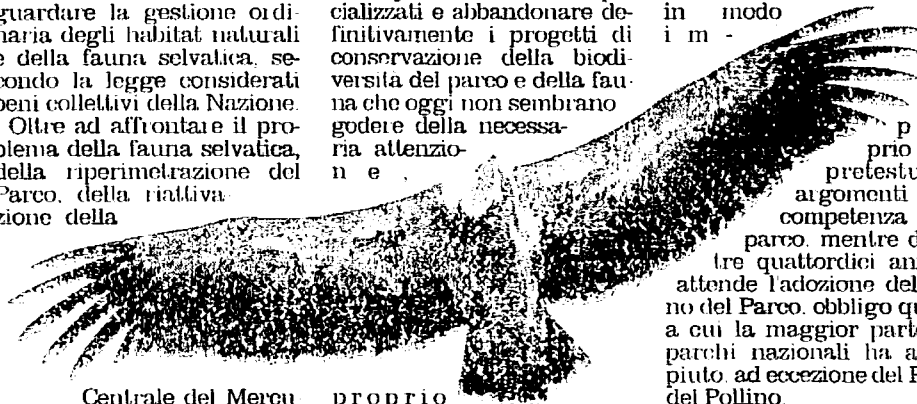 guardare la gestione ordi-
naria degli habitat naturali
e della fauna selvatica, se-
condo la legge considerati
beni collettivi della Nazione.
Oltre ad affrontare il pro-
blema della fauna selvatica,
della riperimetrazione del
Parco, della riattiva-
zione della
Centrale del Mercu
cializzati e abbandonare de-
finitivamente i progetti di
conservazione della biodi-
versità del parco e della fau-
na che oggi non sembrano
godere della necessa-
ria attenzio-
n e ,
p r o p r i o
in modo
i m -
p
prio
pretestu
argomenti
competenza
parco, mentre d
tre quattordici an
attende l'adozione del
no del Parco, obbligo qu
a cui la maggior part
parchi nazionali ha a
piuto, ad eccezione del P
del Pollino.